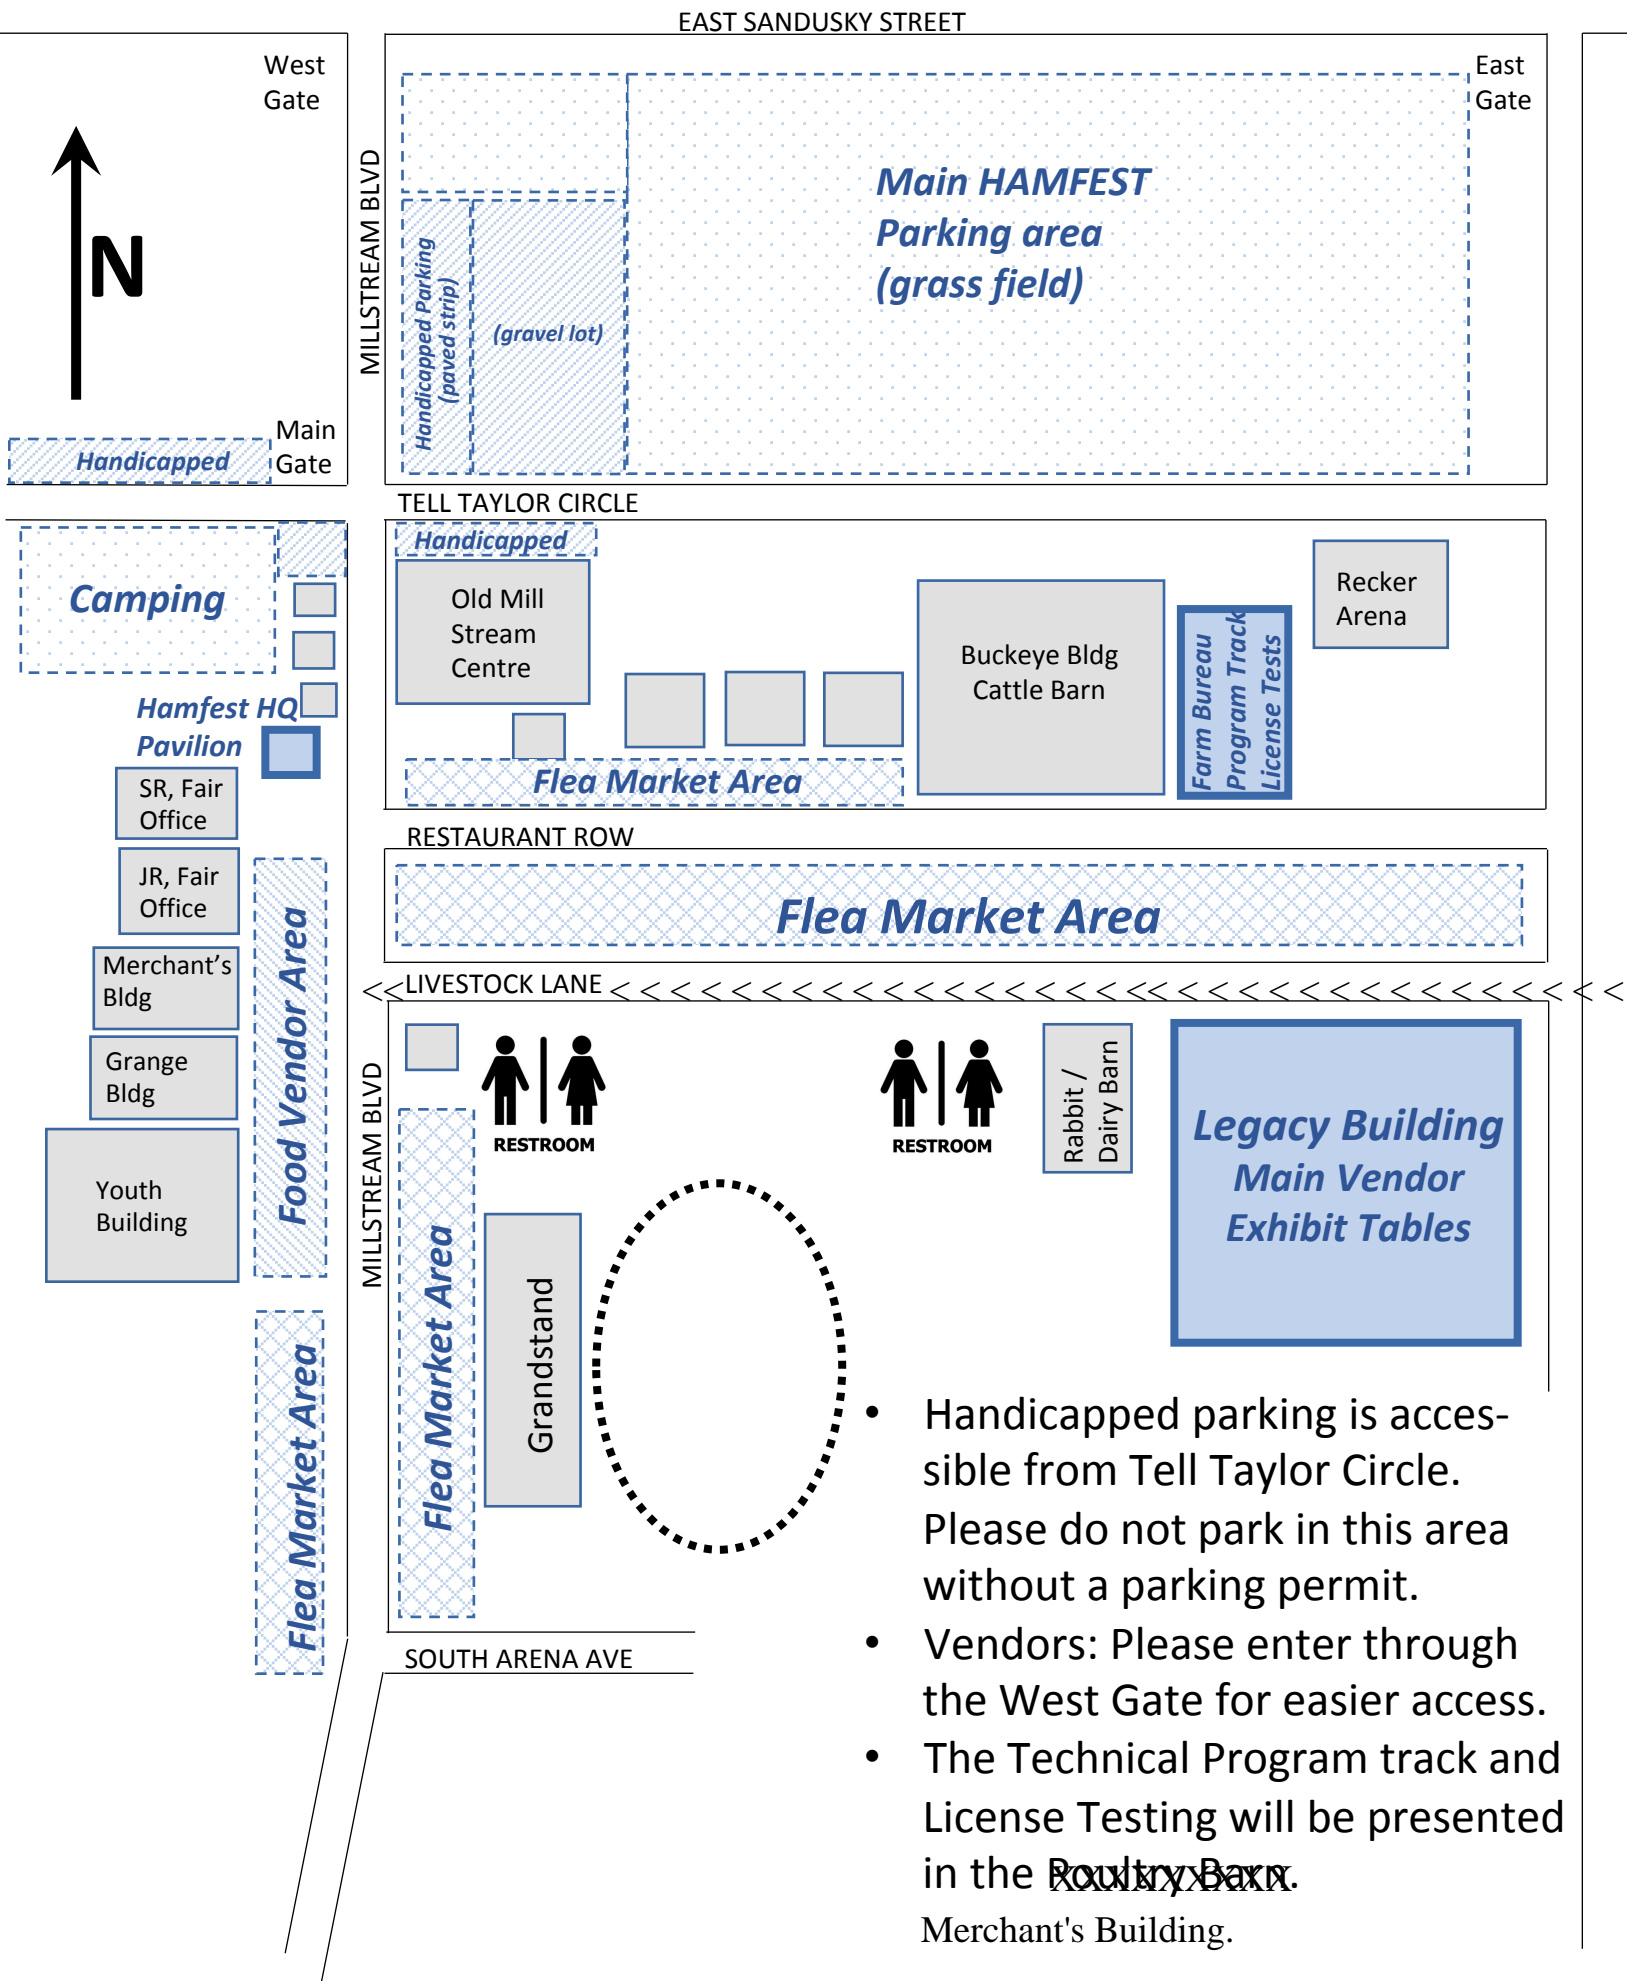 EAST SANDUSKY STREET
West
Gate
East
Gate
MILLSTREAM BLVD
N
Main HAMFEST
Parking area
(grass field)
Handicapped Parking
(paved strip)
(gravel lot)
Main
Gate
Handicapped
TELL TAYLOR CIRCLE
Handicapped
Camping
Old Mill
Stream
Centre
Buckeye Bldg
Cattle Barn
Farm Bureau
Program Track
License Tests
Recker
Arena
Hamfest HQ
Pavilion
Flea Market Area
SR, Fair
Office
RESTAURANT ROW
JR, Fair
Office
Flea Market Area
Merchant's
Bldg
Food Vendor Area
<<LIVESTOCK LANE < < < < < < < < < < < < < < < < < << < < < < < < < < < < < < < < <
Grange
Bldg
MILLSTREAM BLVD
RESTROOM
RESTROOM
Rabbit /
Dairy Barn
Legacy Building
Main Vendor
Exhibit Tables
Youth
Building
Flea Market Area
Grandstand
Flea Market Area
SOUTH ARENA AVE
• Handicapped parking is acces-
sible from Tell Taylor Circle.
Please do not park in this area
without a parking permit.
• Vendors: Please enter through
the West Gate for easier access.
• The Technical Program track and
License Testing will be presented
in the Poultry Barn.
Merchant's Building.